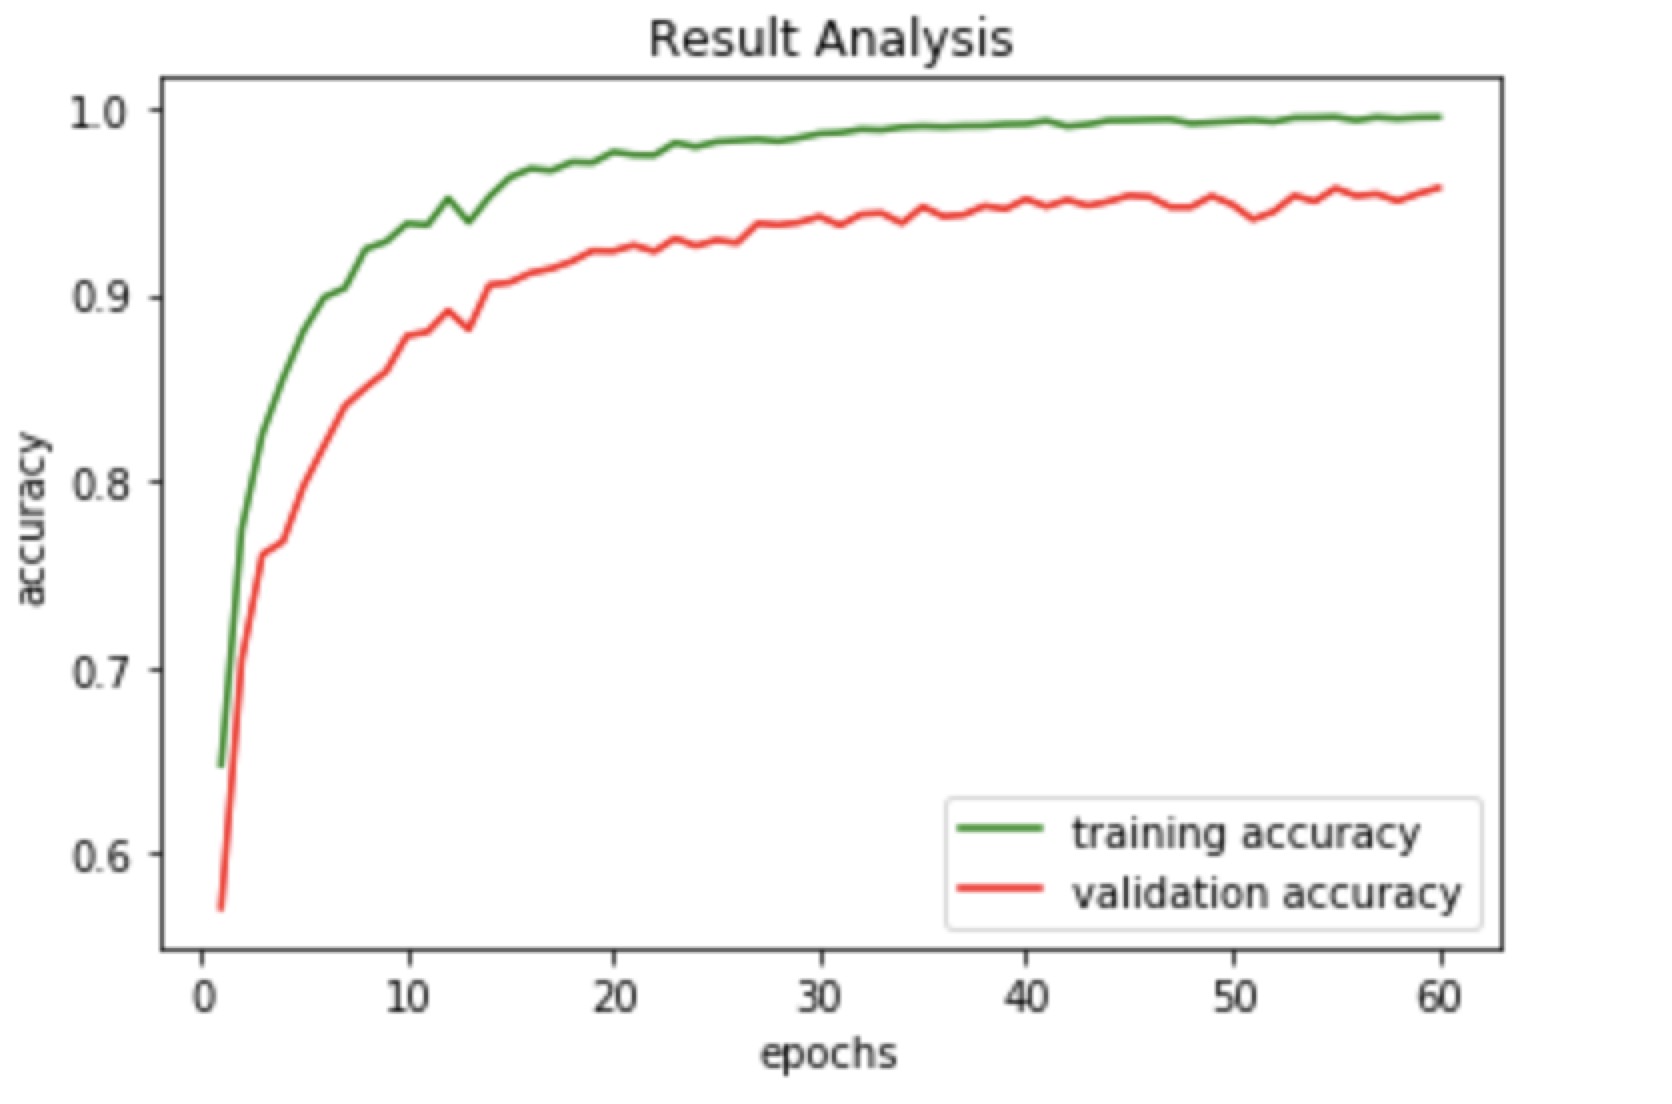 Result Analysis
1.0
0.9
0.8
0.7
0.6
accuracy
training accuracy
validation accuracy
0 10 20 30 40 50 60
epochs